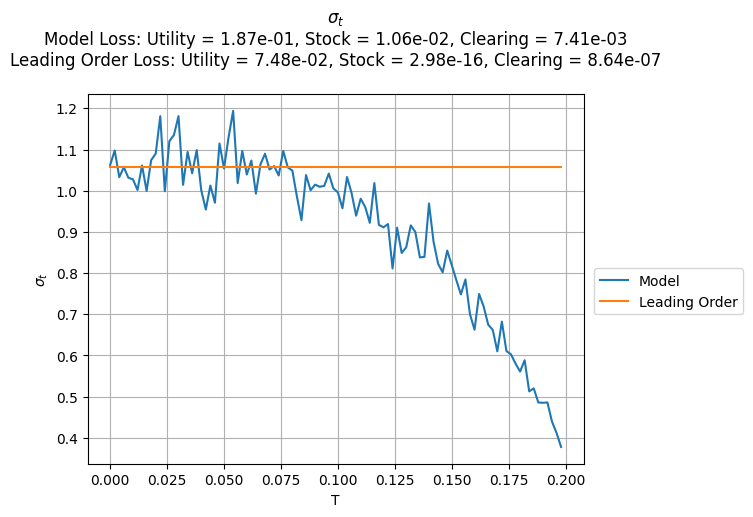 σt
Model Loss: Utility = 1.87e-01, Stock = 1.06e-02, Clearing = 7.41e-03
Leading Order Loss: Utility = 7.48e-02, Stock = 2.98e-16, Clearing = 8.64e-07
1.2
1.1
1.0
0.9
0.8
0.7
0.6
0.5
0.4
σt
0.000
0.025
0.050
0.075
0.100
0.125
0.150
0.175
0.200
T
Model
Leading Order